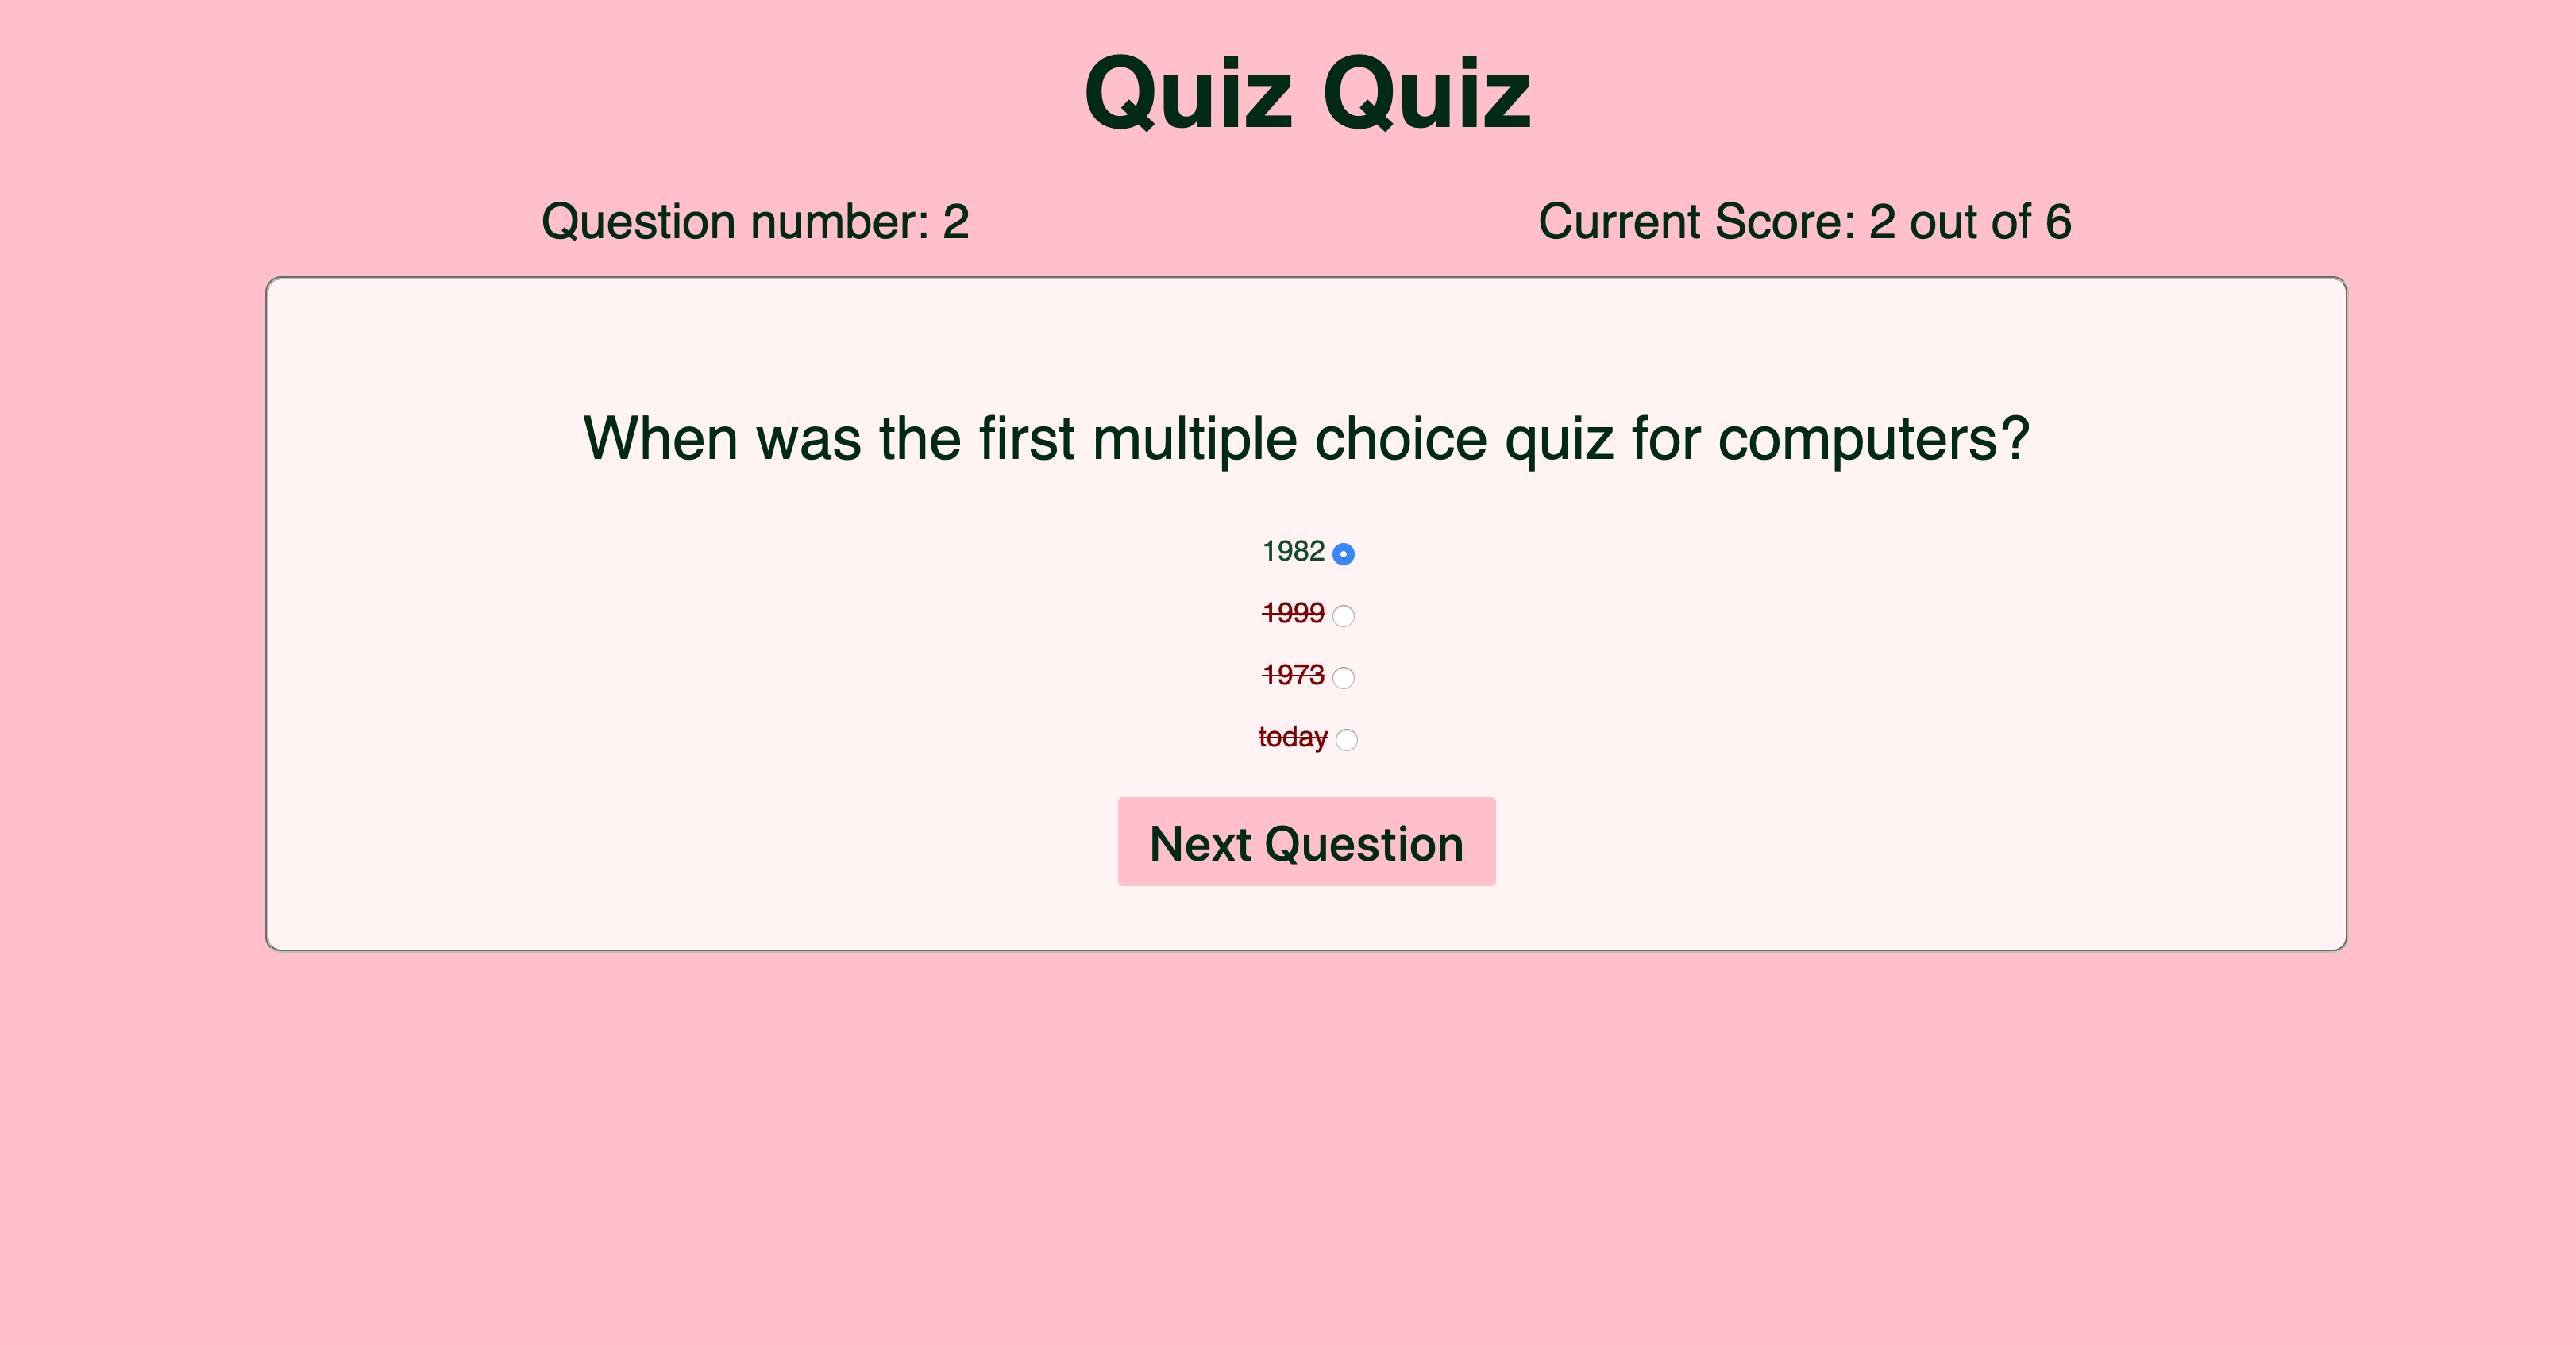 Quiz Quiz
Question number: 2
Current Score: 2 out of 6
When was the first multiple choice quiz for computers?
1982
1999
1973
today
Next Question